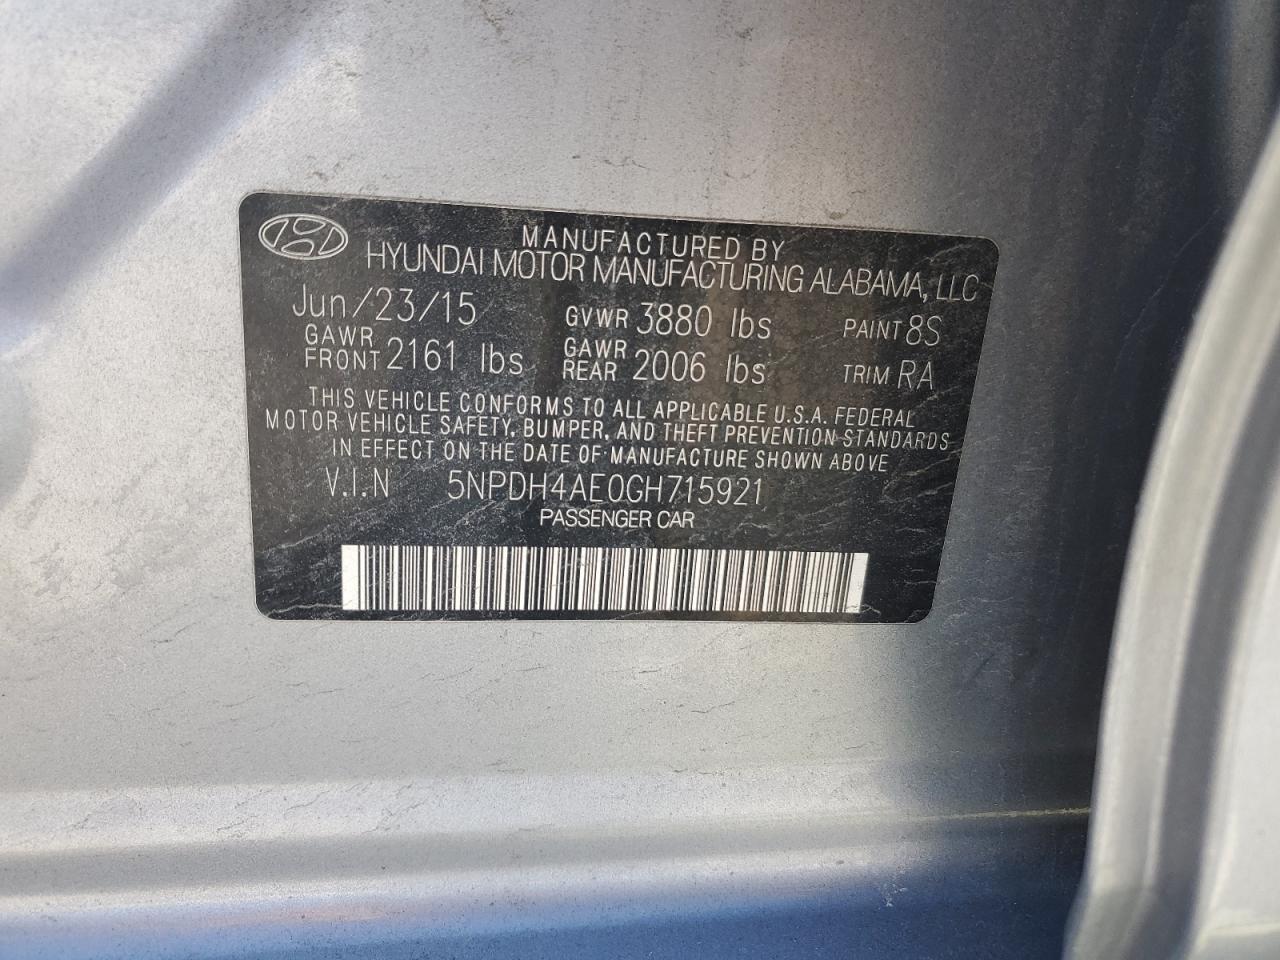 MANUFACTURED BY
HYUNDAI MOTOR MANUFACTURING ALABAMA, LLC
Jun/23/15 GVWR 3880 lbs PAINT 8S
GAWR FRONT 2161 lbs GAWR REAR 2006 lbs TRIM RA
THIS VEHICLE CONFORMS TO ALL APPLICABLE U.S.A. FEDERAL
MOTOR VEHICLE SAFETY, BUMPER, AND THEFT PREVENTION STANDARDS
IN EFFECT ON THE DATE OF MANUFACTURE SHOWN ABOVE
V.I.N 5NPDH4AE0GH715921
PASSENGER CAR